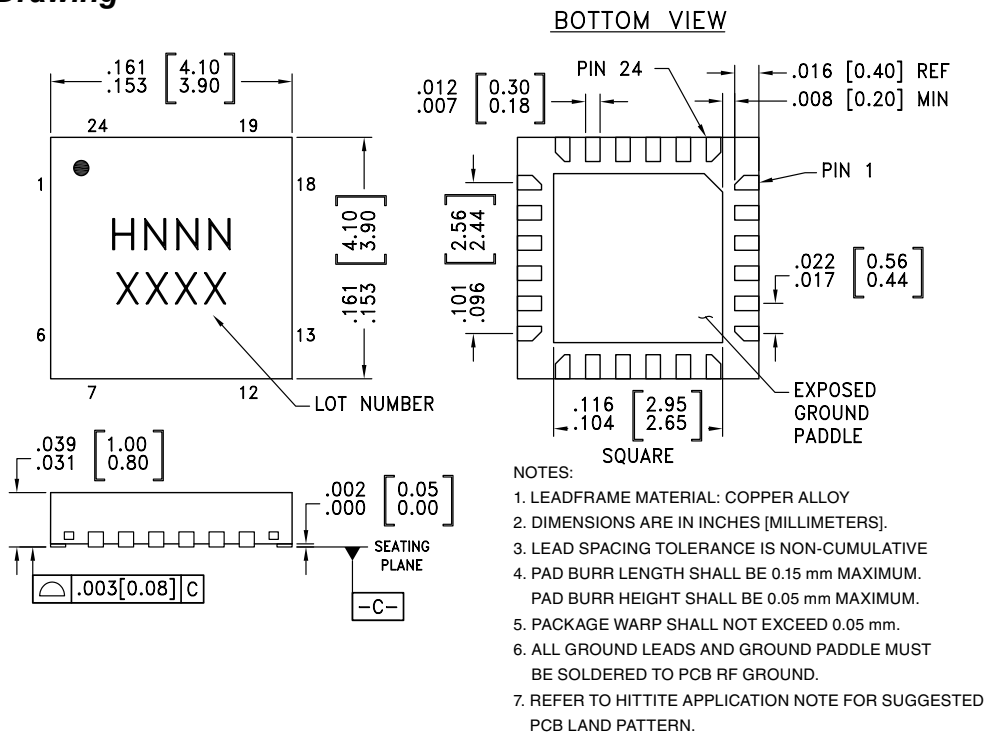 Drawing
BOTTOM VIEW
.161 [4.10]
.153 [3.90]
24 19
1 18
HNNN
XXXX
6 13
7 12
LOT NUMBER
.161 [4.10]
.153 [3.90]
.039 [1.00]
.031 [0.80]
.002 [0.05]
.000 [0.00]
SEATING
PLANE
⌓ .003[0.08] C
-C-
PIN 24
.012 [0.30]
.007 [0.18]
.016 [0.40] REF
.008 [0.20] MIN
PIN 1
.101 [2.56]
.096 [2.44]
.022 [0.56]
.017 [0.44]
EXPOSED
GROUND
PADDLE
.116 [2.95]
.104 [2.65]
SQUARE
NOTES:
1. LEADFRAME MATERIAL: COPPER ALLOY
2. DIMENSIONS ARE IN INCHES [MILLIMETERS].
3. LEAD SPACING TOLERANCE IS NON-CUMULATIVE
4. PAD BURR LENGTH SHALL BE 0.15 mm MAXIMUM.
PAD BURR HEIGHT SHALL BE 0.05 mm MAXIMUM.
5. PACKAGE WARP SHALL NOT EXCEED 0.05 mm.
6. ALL GROUND LEADS AND GROUND PADDLE MUST
BE SOLDERED TO PCB RF GROUND.
7. REFER TO HITTITE APPLICATION NOTE FOR SUGGESTED
PCB LAND PATTERN.